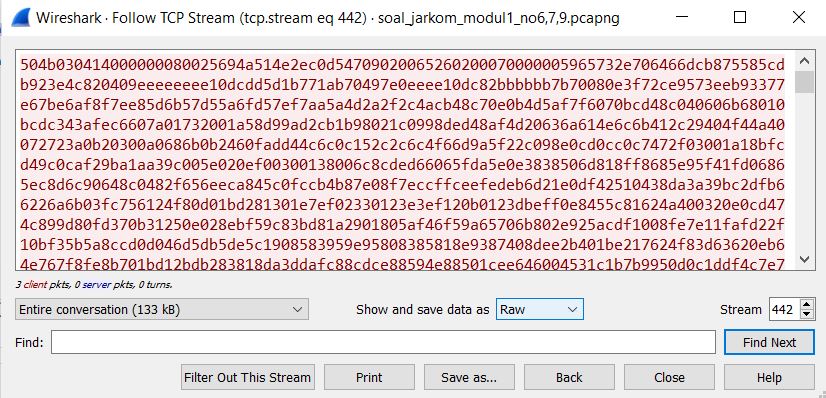 Wireshark · Follow TCP Stream (tcp.stream eq 442) · soal_jarkom_modul1_no6,7,9.pcapng
504b030414000000080025694a514e2ec0d54709020065260200070000005965732e706466dcb875585cd
b923e4c820409eeeeeeee10dcdd5d1b771ab70497e0eeee10dc82bbbbbb7b70080e3f72ce9573eeb93377
e67be6af8f7ee85d6b57d55a6fd57ef7aa5a4d2a2f2c4acb48c70e0b4d5af7f6070bcd48c040606b68010
bcdc343afec6607a01732001a58d99ad2cb1b98021c0998ded48af4d20636a614e6c6b412c29404f44a40
072723a0b20300a0686b0b2460fadd44c6c0c152c2c6c4f66d9a5f22c098e0cd0cc0c7472f03001a18bfc
d49c0caf29ba1aa39c005e020ef00300138006c8cded66065fda5e0e3838506d818ff8685e95f41fd0686
5ec8d6c90648c0482f656eeca845c0fccb4b87e08f7eccffceefedeb6d21e0df42510438da3a39bc2dfb6
6226a6b03fc756124f80d01bd281301e7ef02330123e3ef120b0123dbeff0e8455c81624a400320e0cd47
4c899d80fd370b31250e028ebf59c83bd81a2901805af46f59a65706b802e925acdf1008fe7e11fafd22f
10bf35b5a8ccd0d046d5db5de5c1908583959e95808385818e9387408dee2b401be217624f83d63620eb6
4e767f8fe8b701bd12bdb283818da3ddafc88cdce88594e88501cee646004531c1b7b9950d0c1ddf4c7e7
3 client pkts, 0 server pkts, 0 turns.
Entire conversation (133 kB)
Show and save data as
Raw
Stream
442
Find:
Find Next
Filter Out This Stream
Print
Save as...
Back
Close
Help